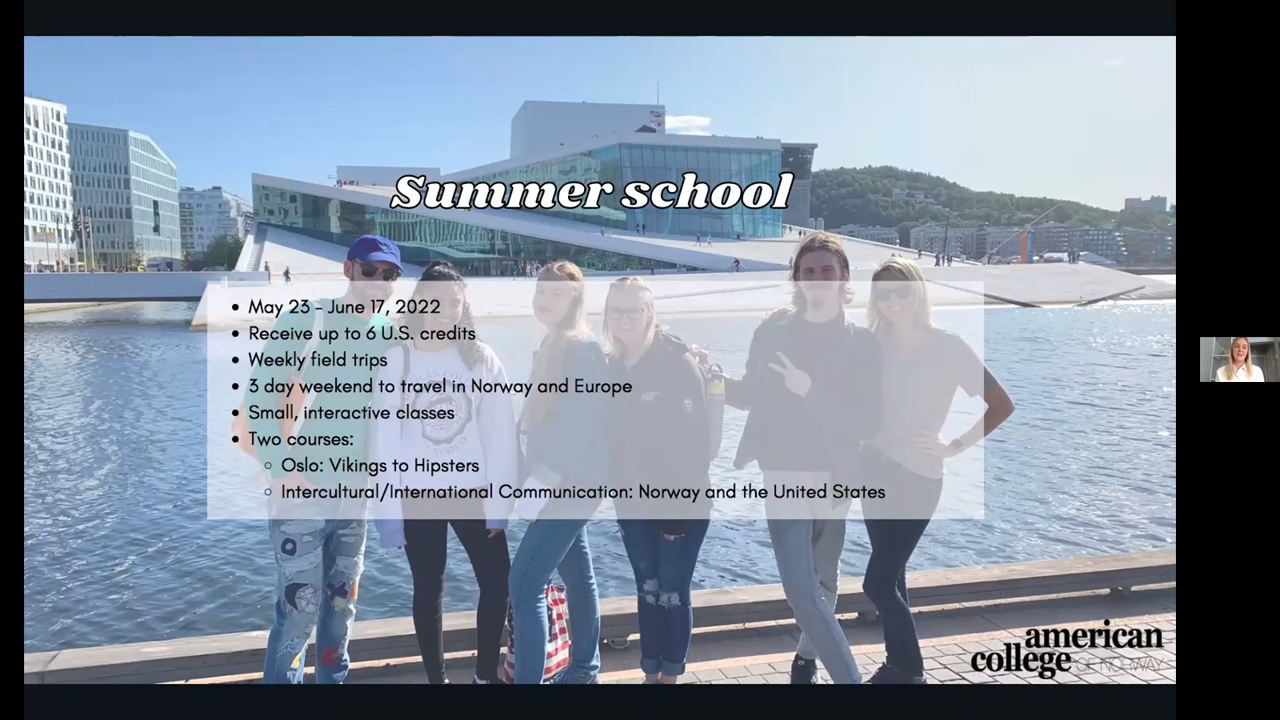 Summer school
• May 23 - June 17, 2022
• Receive up to 6 U.S. credits
• Weekly field trips
• 3 day weekend to travel in Norway and Europe
• Small, interactive classes
• Two courses:
◦ Oslo: Vikings to Hipsters
◦ Intercultural/International Communication: Norway and the United States
american
college OF NORWAY